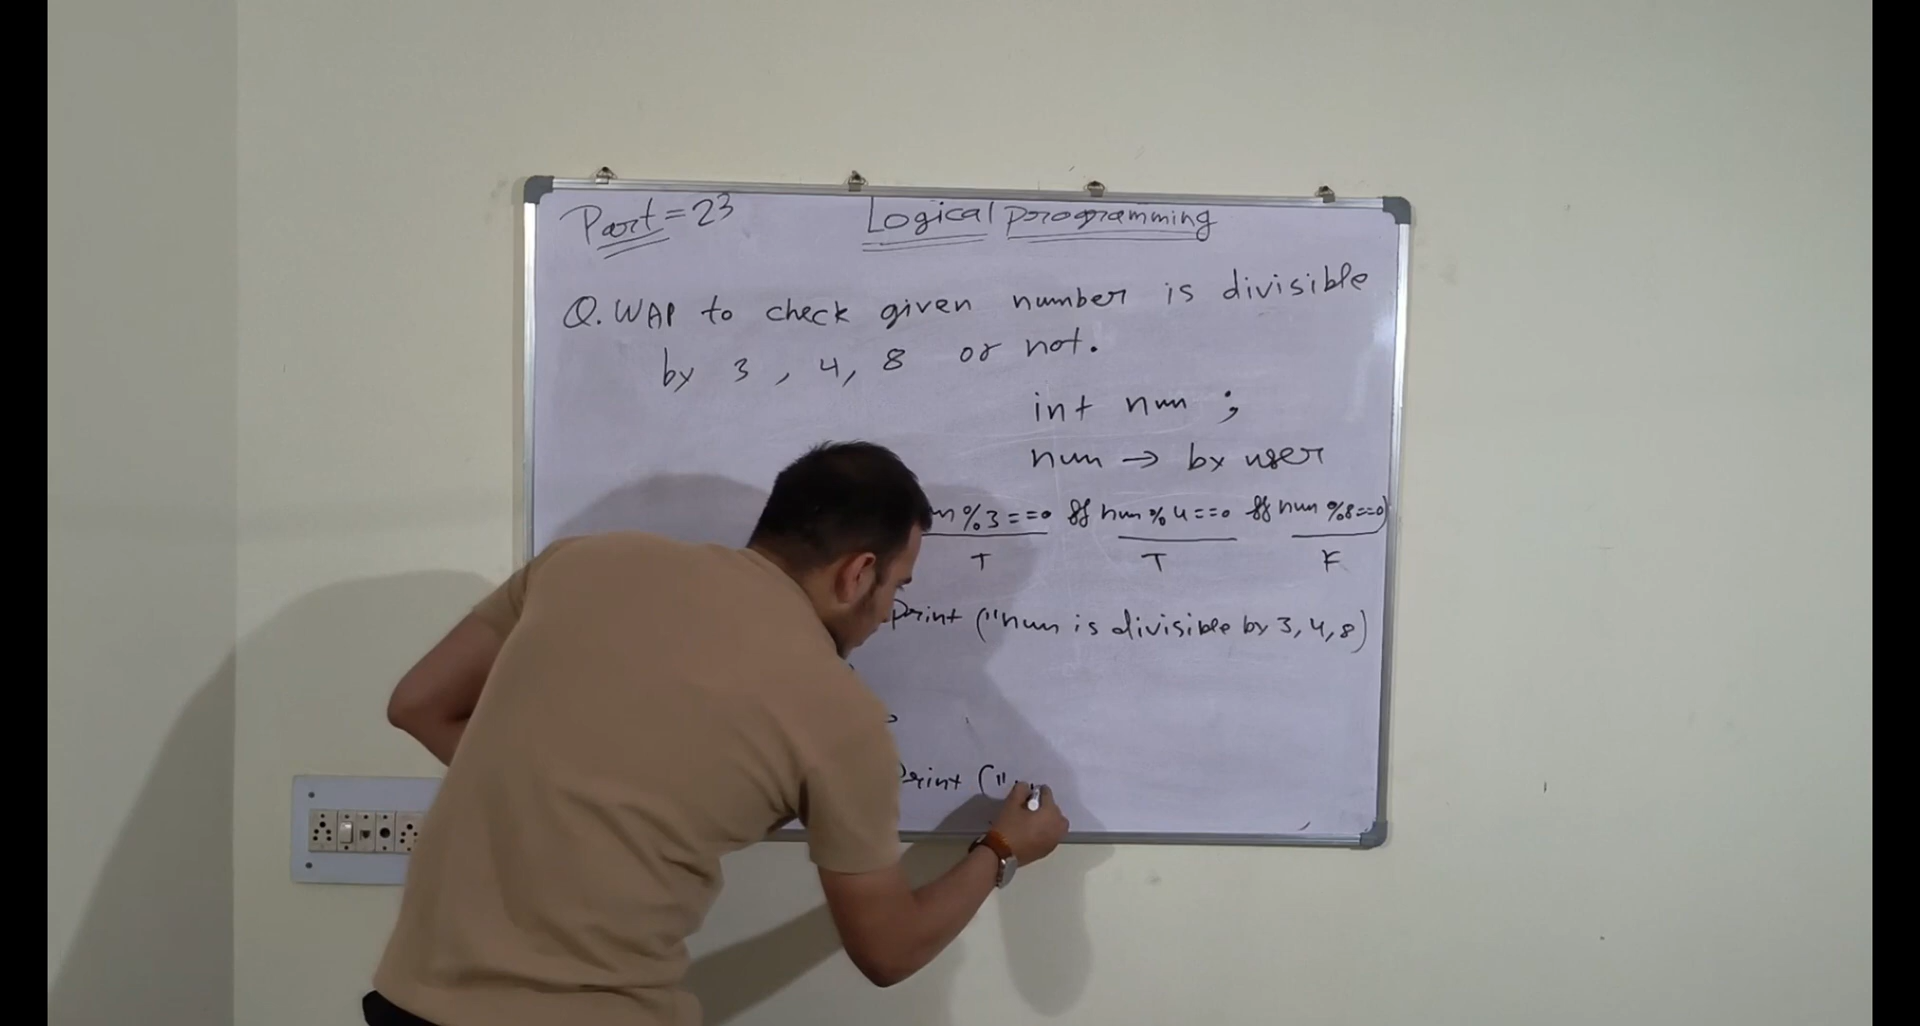 Part=23
Logical programming
Q. WAP to check given number is divisible
by 3, 4, 8 or not.
int num ;
num → by user
%3==0 && num%4==0 && num%8==0)
T T F
print ("num is divisible by 3, 4, 8)
print ("